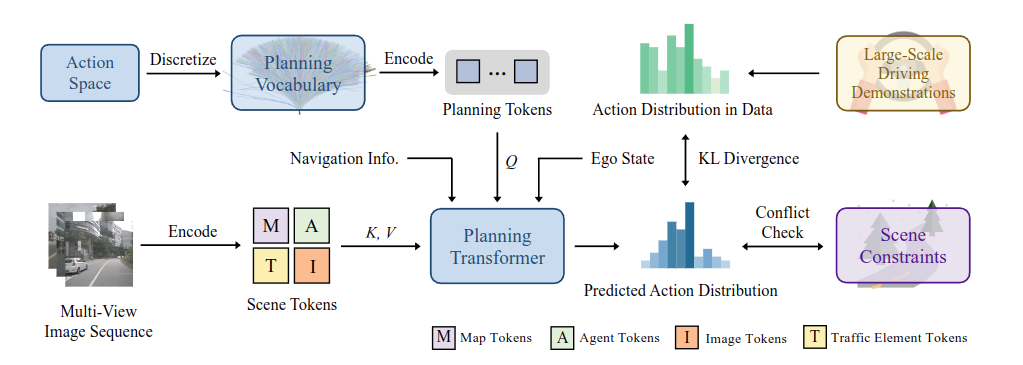 Action
Space
Discretize
Planning
Vocabulary
Encode
...
Planning Tokens
Action Distribution in Data
Large-Scale
Driving
Demonstrations
Navigation Info.
Q
Ego State
KL Divergence
Multi-View
Image Sequence
Encode
M
A
T
I
Scene Tokens
K, V
Planning
Transformer
Predicted Action Distribution
Conflict
Check
Scene
Constraints
M Map Tokens
A Agent Tokens
I Image Tokens
T Traffic Element Tokens